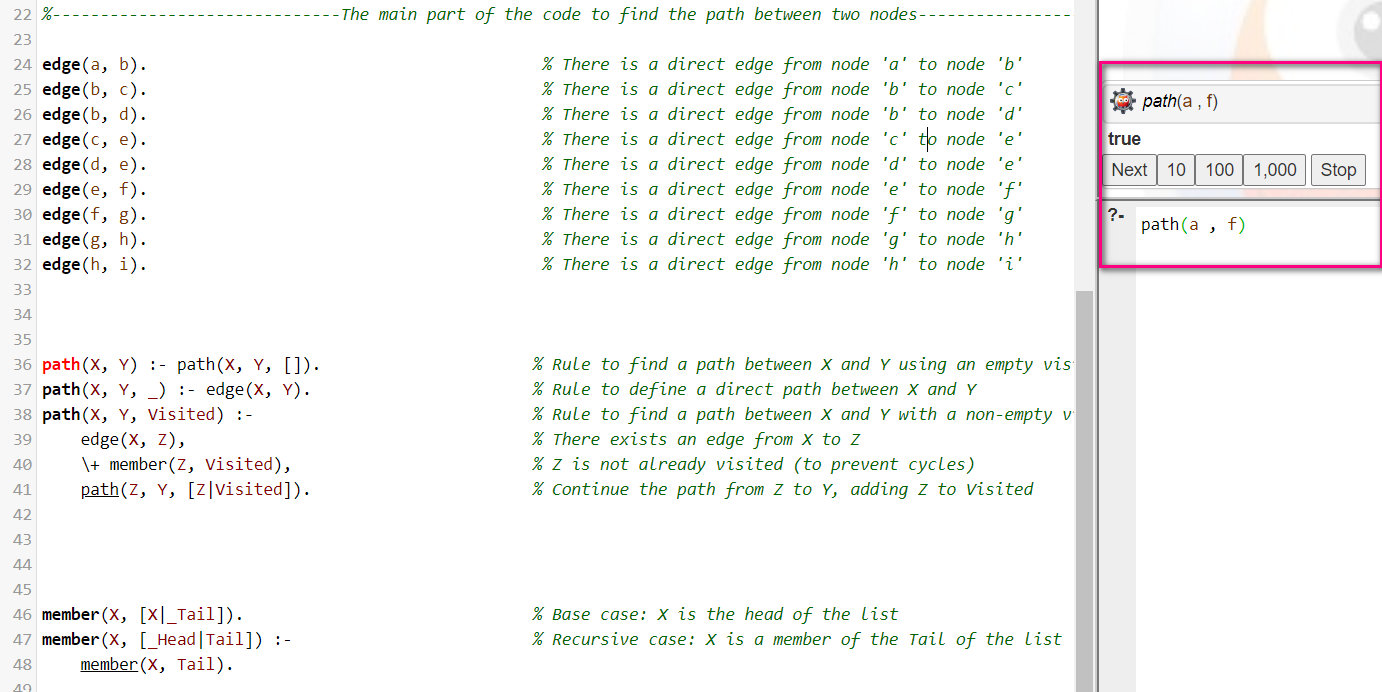 22 %------------------------------The main part of the code to find the path between two nodes----------------
23
24 edge(a, b). % There is a direct edge from node 'a' to node 'b'
25 edge(b, c). % There is a direct edge from node 'b' to node 'c'
26 edge(b, d). % There is a direct edge from node 'b' to node 'd'
27 edge(c, e). % There is a direct edge from node 'c' to node 'e'
28 edge(d, e). % There is a direct edge from node 'd' to node 'e'
29 edge(e, f). % There is a direct edge from node 'e' to node 'f'
30 edge(f, g). % There is a direct edge from node 'f' to node 'g'
31 edge(g, h). % There is a direct edge from node 'g' to node 'h'
32 edge(h, i). % There is a direct edge from node 'h' to node 'i'
33
34
35
36 path(X, Y) :- path(X, Y, []). % Rule to find a path between X and Y using an empty
37 path(X, Y, _) :- edge(X, Y). % Rule to define a direct path between X and Y
38 path(X, Y, Visited) :- % Rule to find a path between X and Y with a non-empty
39 edge(X, Z), % There exists an edge from X to Z
40 \+ member(Z, Visited), % Z is not already visited (to prevent cycles)
41 path(Z, Y, [Z|Visited]). % Continue the path from Z to Y, adding Z to Visited
42
43
44
45
46 member(X, [X|_Tail]). % Base case: X is the head of the list
47 member(X, [_Head|Tail]) :- % Recursive case: X is a member of the Tail of the list
48 member(X, Tail).
49
path(a , f)
true
Next 10 100 1,000 Stop
?- path(a , f)